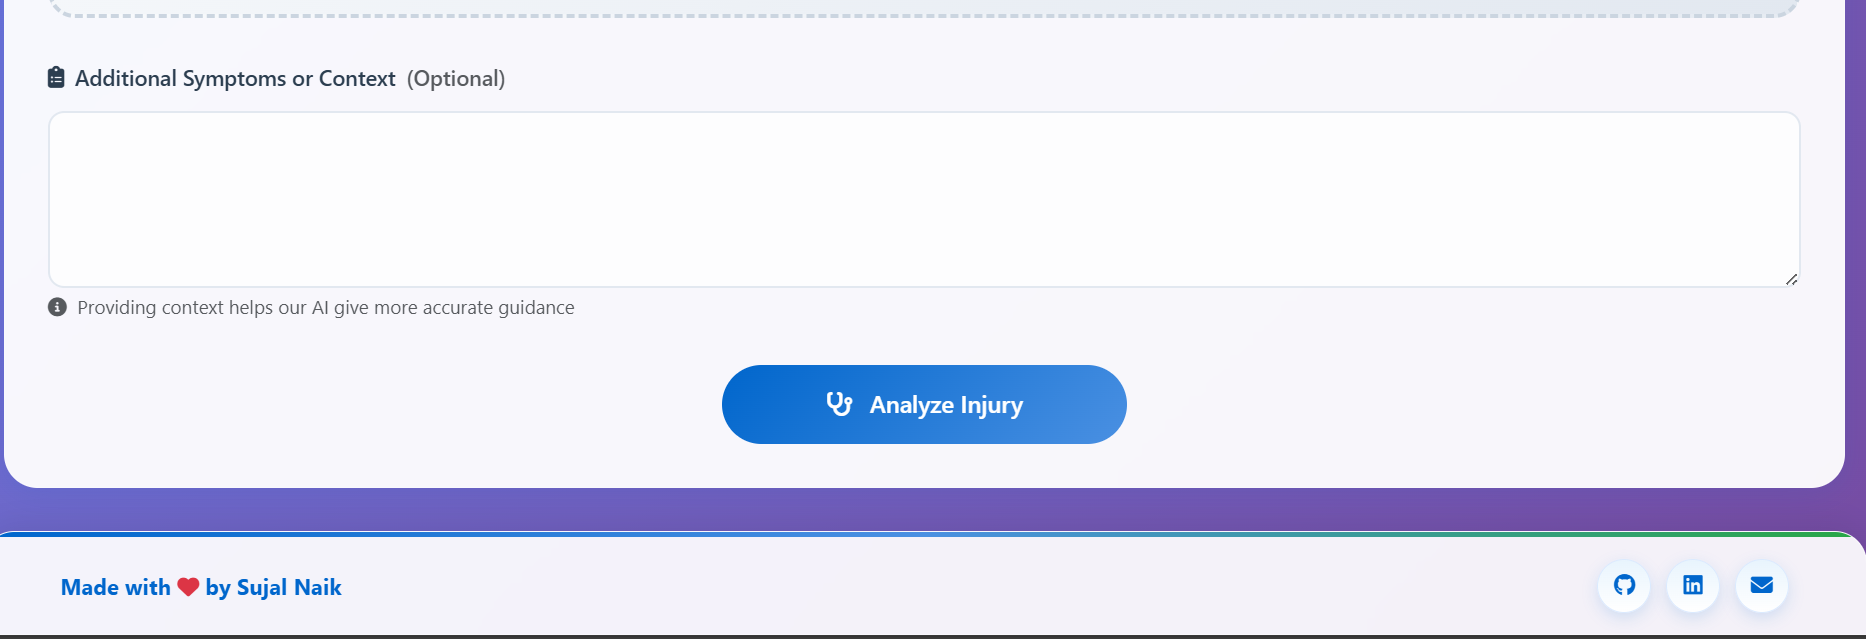 Additional Symptoms or Context (Optional)
Providing context helps our AI give more accurate guidance
Analyze Injury
Made with ❤ by Sujal Naik